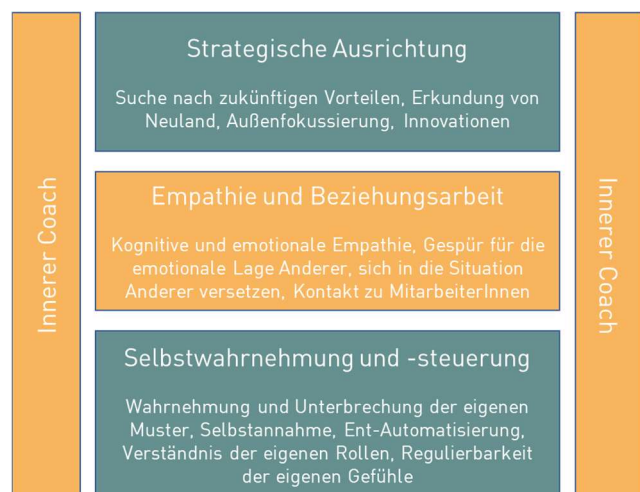 Innerer Coach
Strategische Ausrichtung
Suche nach zukünftigen Vorteilen, Erkundung von
Neuland, Außenfokussierung, Innovationen
Empathie und Beziehungsarbeit
Kognitive und emotionale Empathie, Gespür für die
emotionale Lage Anderer, sich in die Situation
Anderer versetzen, Kontakt zu MitarbeiterInnen
Selbstwahrnehmung und -steuerung
Wahrnehmung und Unterbrechung der eigenen
Muster, Selbstannahme, Ent-Automatisierung,
Verständnis der eigenen Rollen, Regulierbarkeit
der eigenen Gefühle
Innerer Coach